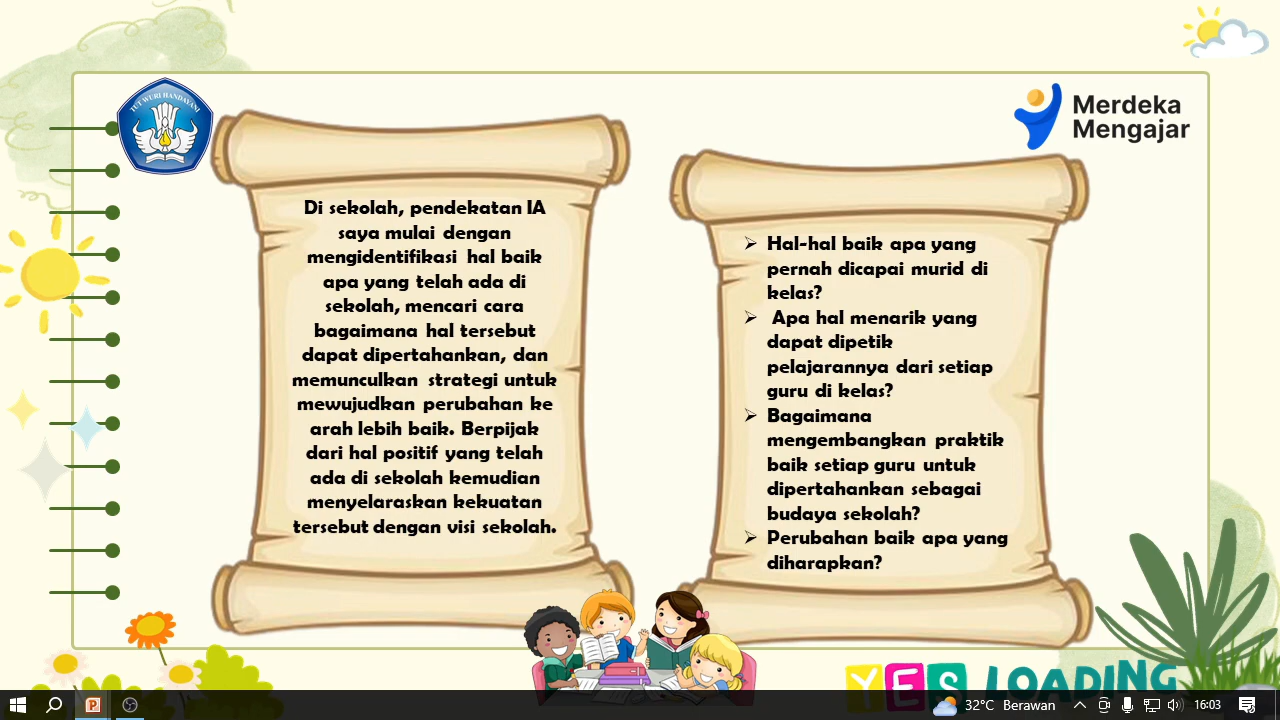 TUT WURI HANDAYANI
Merdeka
Mengajar
Di sekolah, pendekatan IA
saya mulai dengan
mengidentifikasi hal baik
apa yang telah ada di
sekolah, mencari cara
bagaimana hal tersebut
dapat dipertahankan, dan
memunculkan strategi untuk
mewujudkan perubahan ke
arah lebih baik. Berpijak
dari hal positif yang telah
ada di sekolah kemudian
menyelaraskan kekuatan
tersebut dengan visi sekolah.
➢ Hal-hal baik apa yang
pernah dicapai murid di
kelas?
➢ Apa hal menarik yang
dapat dipetik
pelajarannya dari setiap
guru di kelas?
➢ Bagaimana
mengembangkan praktik
baik setiap guru untuk
dipertahankan sebagai
budaya sekolah?
➢ Perubahan baik apa yang
diharapkan?
YES LOADING
32°C Berawan
16:03